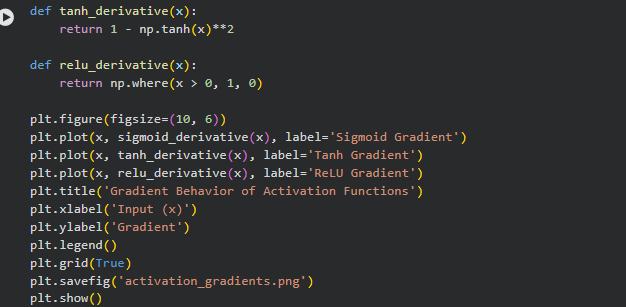 def tanh_derivative(x):
    return 1 - np.tanh(x)**2

def relu_derivative(x):
    return np.where(x > 0, 1, 0)

plt.figure(figsize=(10, 6))
plt.plot(x, sigmoid_derivative(x), label='Sigmoid Gradient')
plt.plot(x, tanh_derivative(x), label='Tanh Gradient')
plt.plot(x, relu_derivative(x), label='ReLU Gradient')
plt.title('Gradient Behavior of Activation Functions')
plt.xlabel('Input (x)')
plt.ylabel('Gradient')
plt.legend()
plt.grid(True)
plt.savefig('activation_gradients.png')
plt.show()